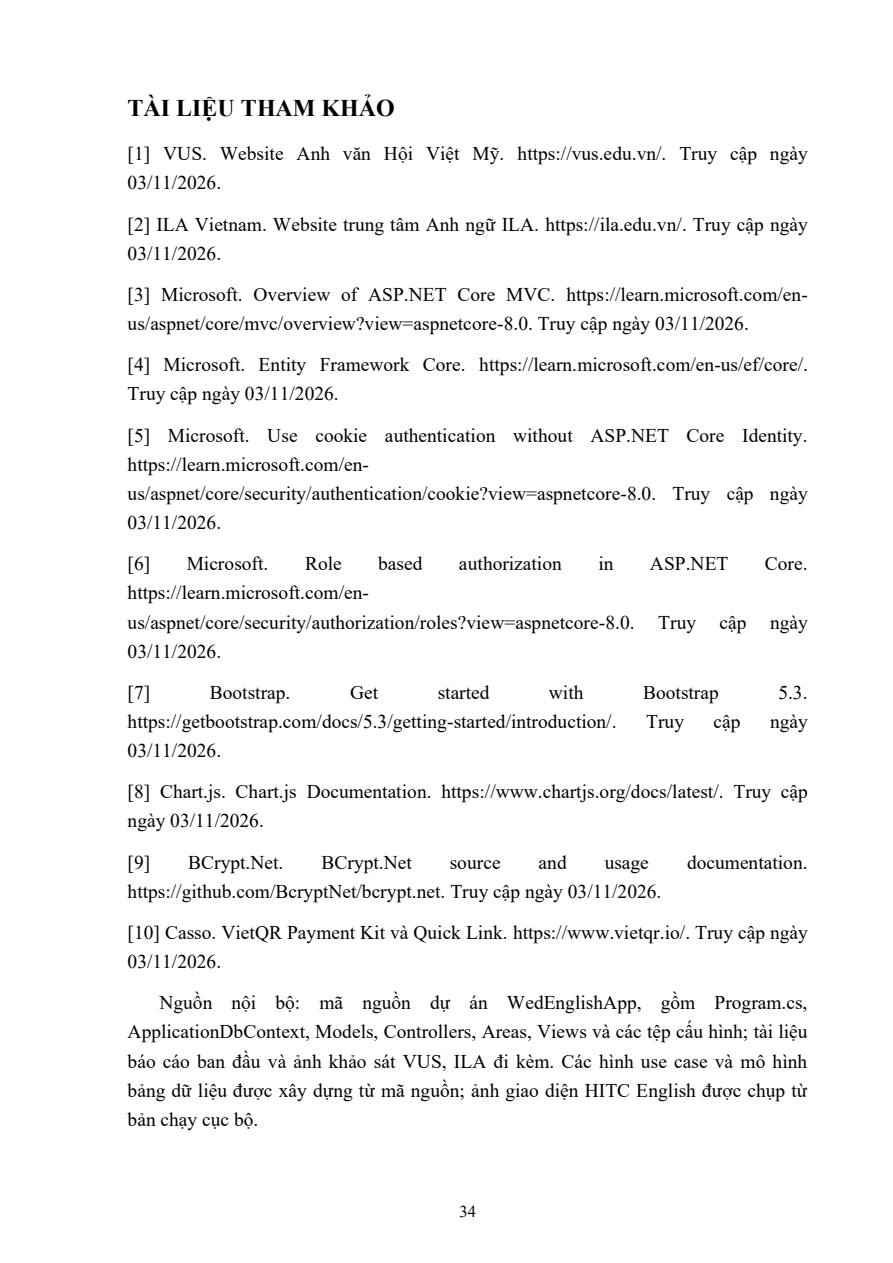 TÀI LIỆU THAM KHẢO
[1] VUS. Website Anh văn Hội Việt Mỹ. https://vus.edu.vn/. Truy cập ngày
03/11/2026.
[2] ILA Vietnam. Website trung tâm Anh ngữ ILA. https://ila.edu.vn/. Truy cập ngày
03/11/2026.
[3] Microsoft. Overview of ASP.NET Core MVC. https://learn.microsoft.com/en-
us/aspnet/core/mvc/overview?view=aspnetcore-8.0. Truy cập ngày 03/11/2026.
[4] Microsoft. Entity Framework Core. https://learn.microsoft.com/en-us/ef/core/.
Truy cập ngày 03/11/2026.
[5] Microsoft. Use cookie authentication without ASP.NET Core Identity.
https://learn.microsoft.com/en-
us/aspnet/core/security/authentication/cookie?view=aspnetcore-8.0. Truy cập ngày
03/11/2026.
[6] Microsoft. Role based authorization in ASP.NET Core.
https://learn.microsoft.com/en-
us/aspnet/core/security/authorization/roles?view=aspnetcore-8.0. Truy cập ngày
03/11/2026.
[7] Bootstrap. Get started with Bootstrap 5.3.
https://getbootstrap.com/docs/5.3/getting-started/introduction/. Truy cập ngày
03/11/2026.
[8] Chart.js. Chart.js Documentation. https://www.chartjs.org/docs/latest/. Truy cập
ngày 03/11/2026.
[9] BCrypt.Net. BCrypt.Net source and usage documentation.
https://github.com/BcryptNet/bcrypt.net. Truy cập ngày 03/11/2026.
[10] Casso. VietQR Payment Kit và Quick Link. https://www.vietqr.io/. Truy cập ngày
03/11/2026.
Nguồn nội bộ: mã nguồn dự án WedEnglishApp, gồm Program.cs,
ApplicationDbContext, Models, Controllers, Areas, Views và các tệp cấu hình; tài liệu
báo cáo ban đầu và ảnh khảo sát VUS, ILA đi kèm. Các hình use case và mô hình
bảng dữ liệu được xây dựng từ mã nguồn; ảnh giao diện HITC English được chụp từ
bản chạy cục bộ.
34